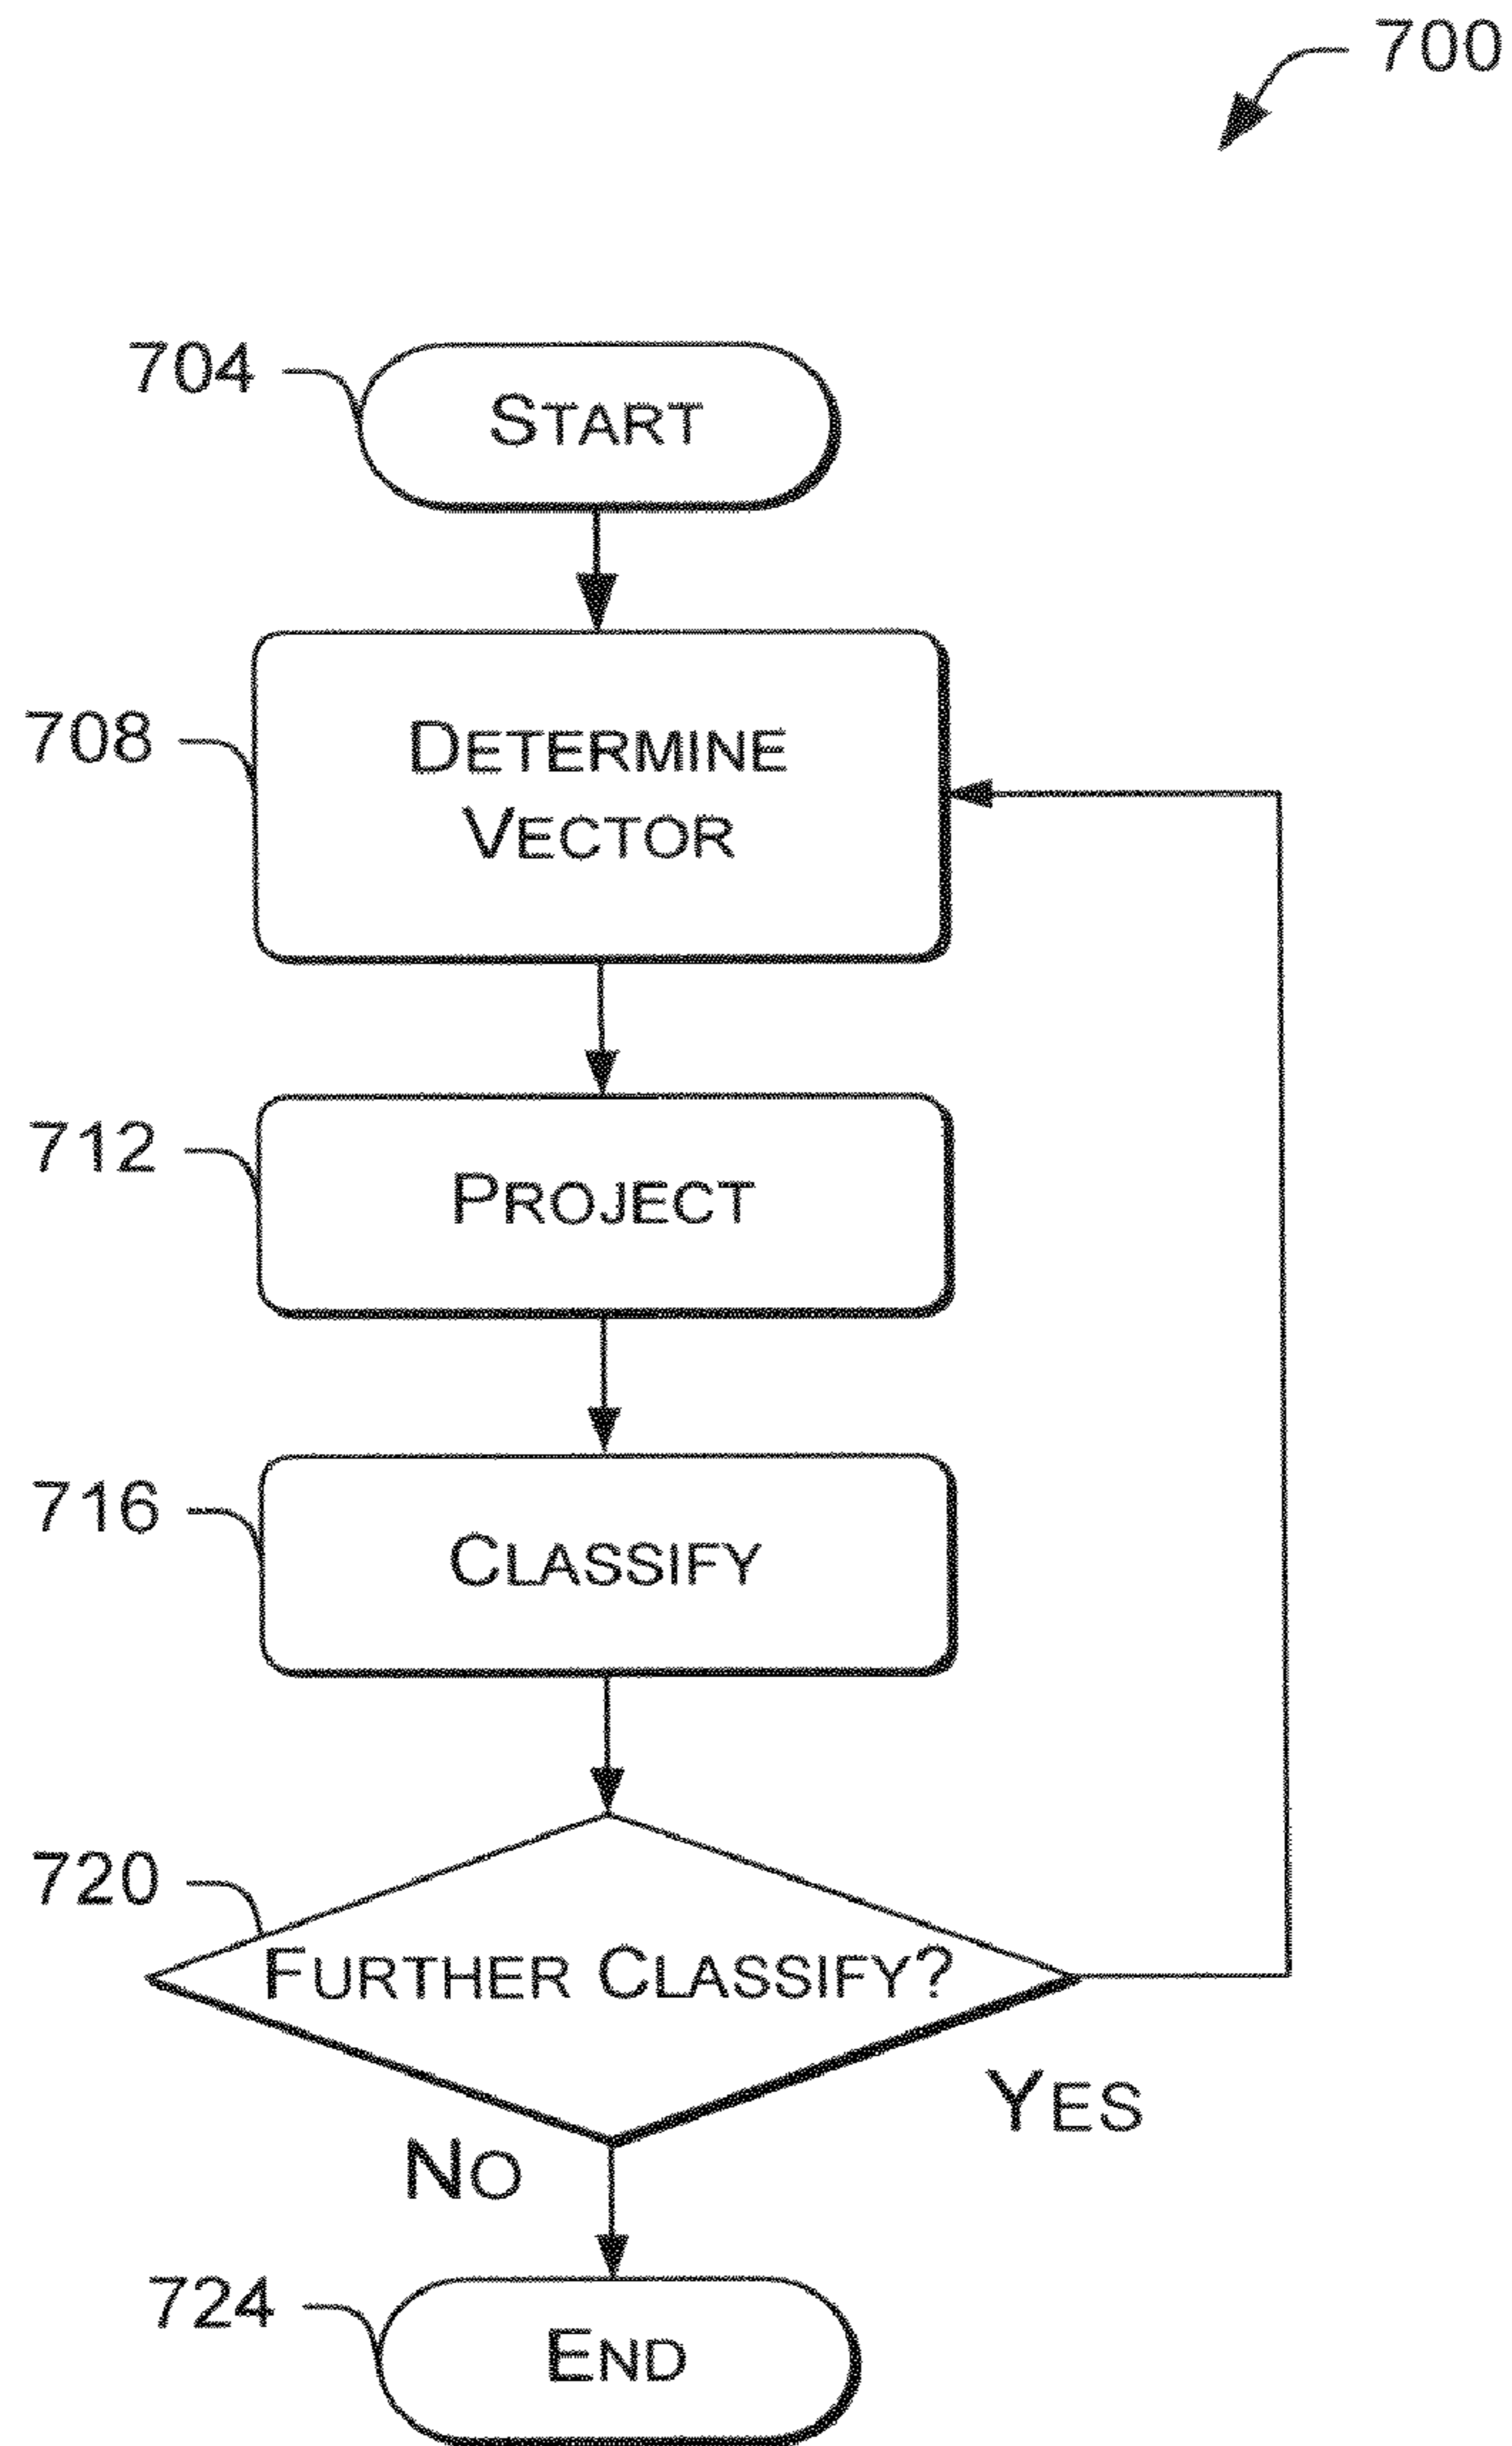 700
704
START
708
DETERMINE
VECTOR
712
PROJECT
716
CLASSIFY
720
FURTHER CLASSIFY?
YES
NO
724
END